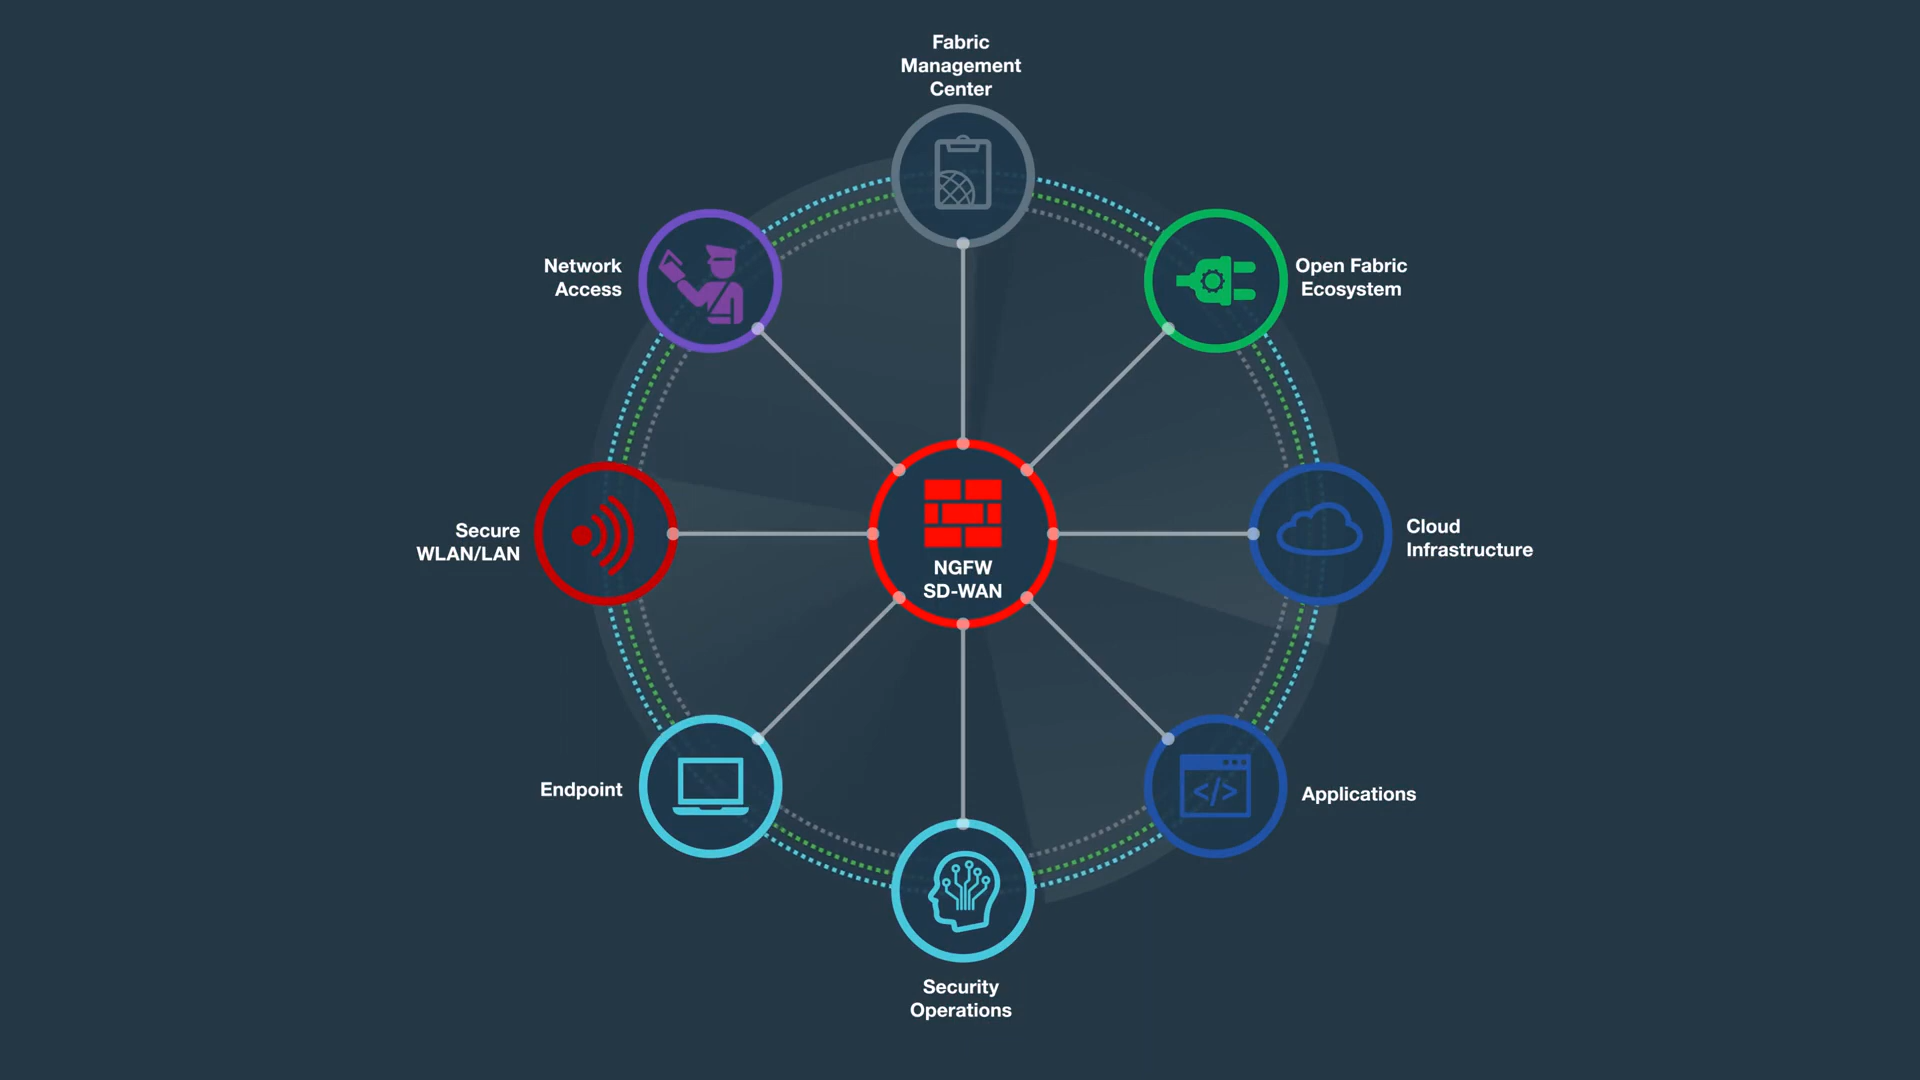 Fabric
Management
Center
Network
Access
Open Fabric
Ecosystem
Secure
WLAN/LAN
NGFW
SD-WAN
Cloud
Infrastructure
Endpoint
</>
Applications
Security
Operations